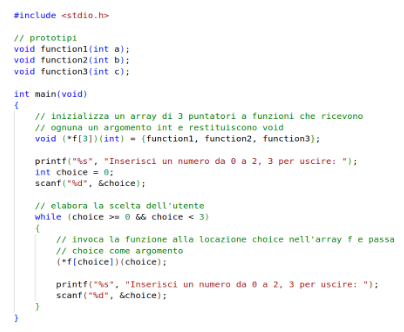 #include <stdio.h>

// prototipi
void function1(int a);
void function2(int b);
void function3(int c);

int main(void)
{
    // inizializza un array di 3 puntatori a funzioni che ricevono
    // ognuna un argomento int e restituiscono void
    void (*f[3])(int) = {function1, function2, function3};

    printf("%s", "Inserisci un numero da 0 a 2, 3 per uscire: ");
    int choice = 0;
    scanf("%d", &choice);

    // elabora la scelta dell'utente
    while (choice >= 0 && choice < 3)
    {
        // invoca la funzione alla locazione choice nell'array f e passa
        // choice come argomento
        (*f[choice])(choice);

        printf("%s", "Inserisci un numero da 0 a 2, 3 per uscire: ");
        scanf("%d", &choice);
    }
}